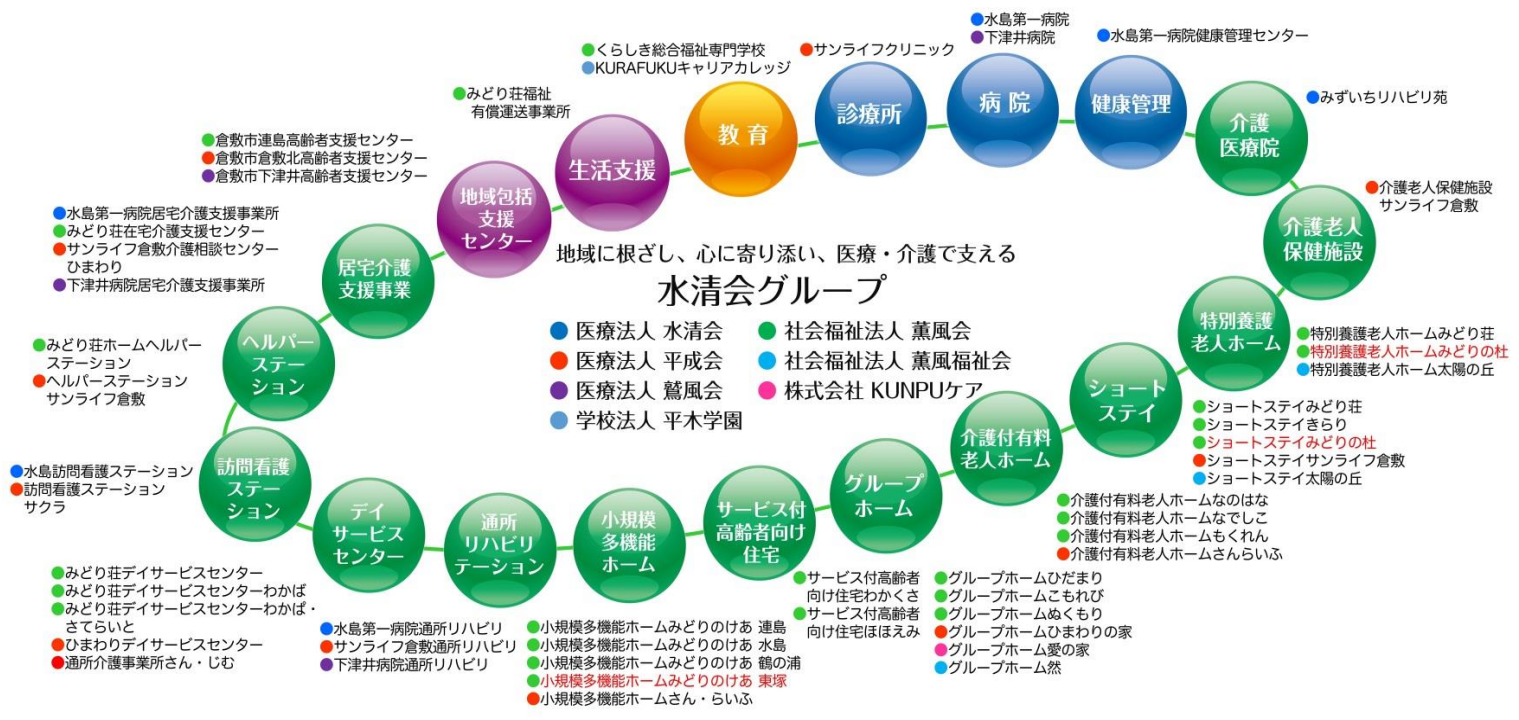 ●くらしき総合福祉専門学校
●KURAFUKUキャリアカレッジ
●サンライフクリニック
●水島第一病院
●下津井病院
●水島第一病院健康管理センター
●みどり荘福祉
有償運送事業所
●みずいちリハビリ苑
教 育
診療所
病 院
健康管理
介護
医療院
生活支援
●倉敷市連島高齢者支援センター
●倉敷市倉敷北高齢者支援センター
●倉敷市下津井高齢者支援センター
地域包括
支援
センター
●介護老人保健施設
サンライフ倉敷
介護老人
保健施設
●水島第一病院居宅介護支援事業所
●みどり荘在宅介護支援センター
●サンライフ倉敷介護相談センター
ひまわり
●下津井病院居宅介護支援事業所
居宅介護
支援事業
地域に根ざし、心に寄り添い、医療・介護で支える
水清会グループ
● 医療法人 水清会
● 社会福祉法人 薫風会
● 医療法人 平成会
● 社会福祉法人 薫風福祉会
● 医療法人 鷲風会
● 株式会社 KUNPUケア
● 学校法人 平木学園
特別養護
老人ホーム
●特別養護老人ホームみどり荘
●特別養護老人ホームみどりの杜
●特別養護老人ホーム太陽の丘
●みどり荘ホームヘルパー
ステーション
●ヘルパーステーション
サンライフ倉敷
ヘルパー
ステー
ション
ショート
ステイ
●ショートステイみどり荘
●ショートステイきらり
●ショートステイみどりの杜
●ショートステイサンライフ倉敷
●ショートステイ太陽の丘
●水島訪問看護ステーション
●訪問看護ステーション
サクラ
訪問看護
ステー
ション
デイ
サービス
センター
通所
リハビリ
テーション
小規模
多機能
ホーム
サービス付
高齢者向け
住宅
グループ
ホーム
介護付有料
老人ホーム
●介護付有料老人ホームなのはな
●介護付有料老人ホームなでしこ
●介護付有料老人ホームもくれん
●介護付有料老人ホームさんらいふ
●みどり荘デイサービスセンター
●みどり荘デイサービスセンターわかば
●みどり荘デイサービスセンターわかば・
さてらいと
●ひまわりデイサービスセンター
●通所介護事業所さん・じむ
●水島第一病院通所リハビリ
●サンライフ倉敷通所リハビリ
●下津井病院通所リハビリ
●小規模多機能ホームみどりのけあ 連島
●小規模多機能ホームみどりのけあ 水島
●小規模多機能ホームみどりのけあ 鶴の浦
●小規模多機能ホームみどりのけあ 東塚
●小規模多機能ホームさん・らいふ
●サービス付高齢者
向け住宅わかくさ
●サービス付高齢者
向け住宅ほほえみ
●グループホームひだまり
●グループホームこもれび
●グループホームぬくもり
●グループホームひまわりの家
●グループホーム愛の家
●グループホーム然